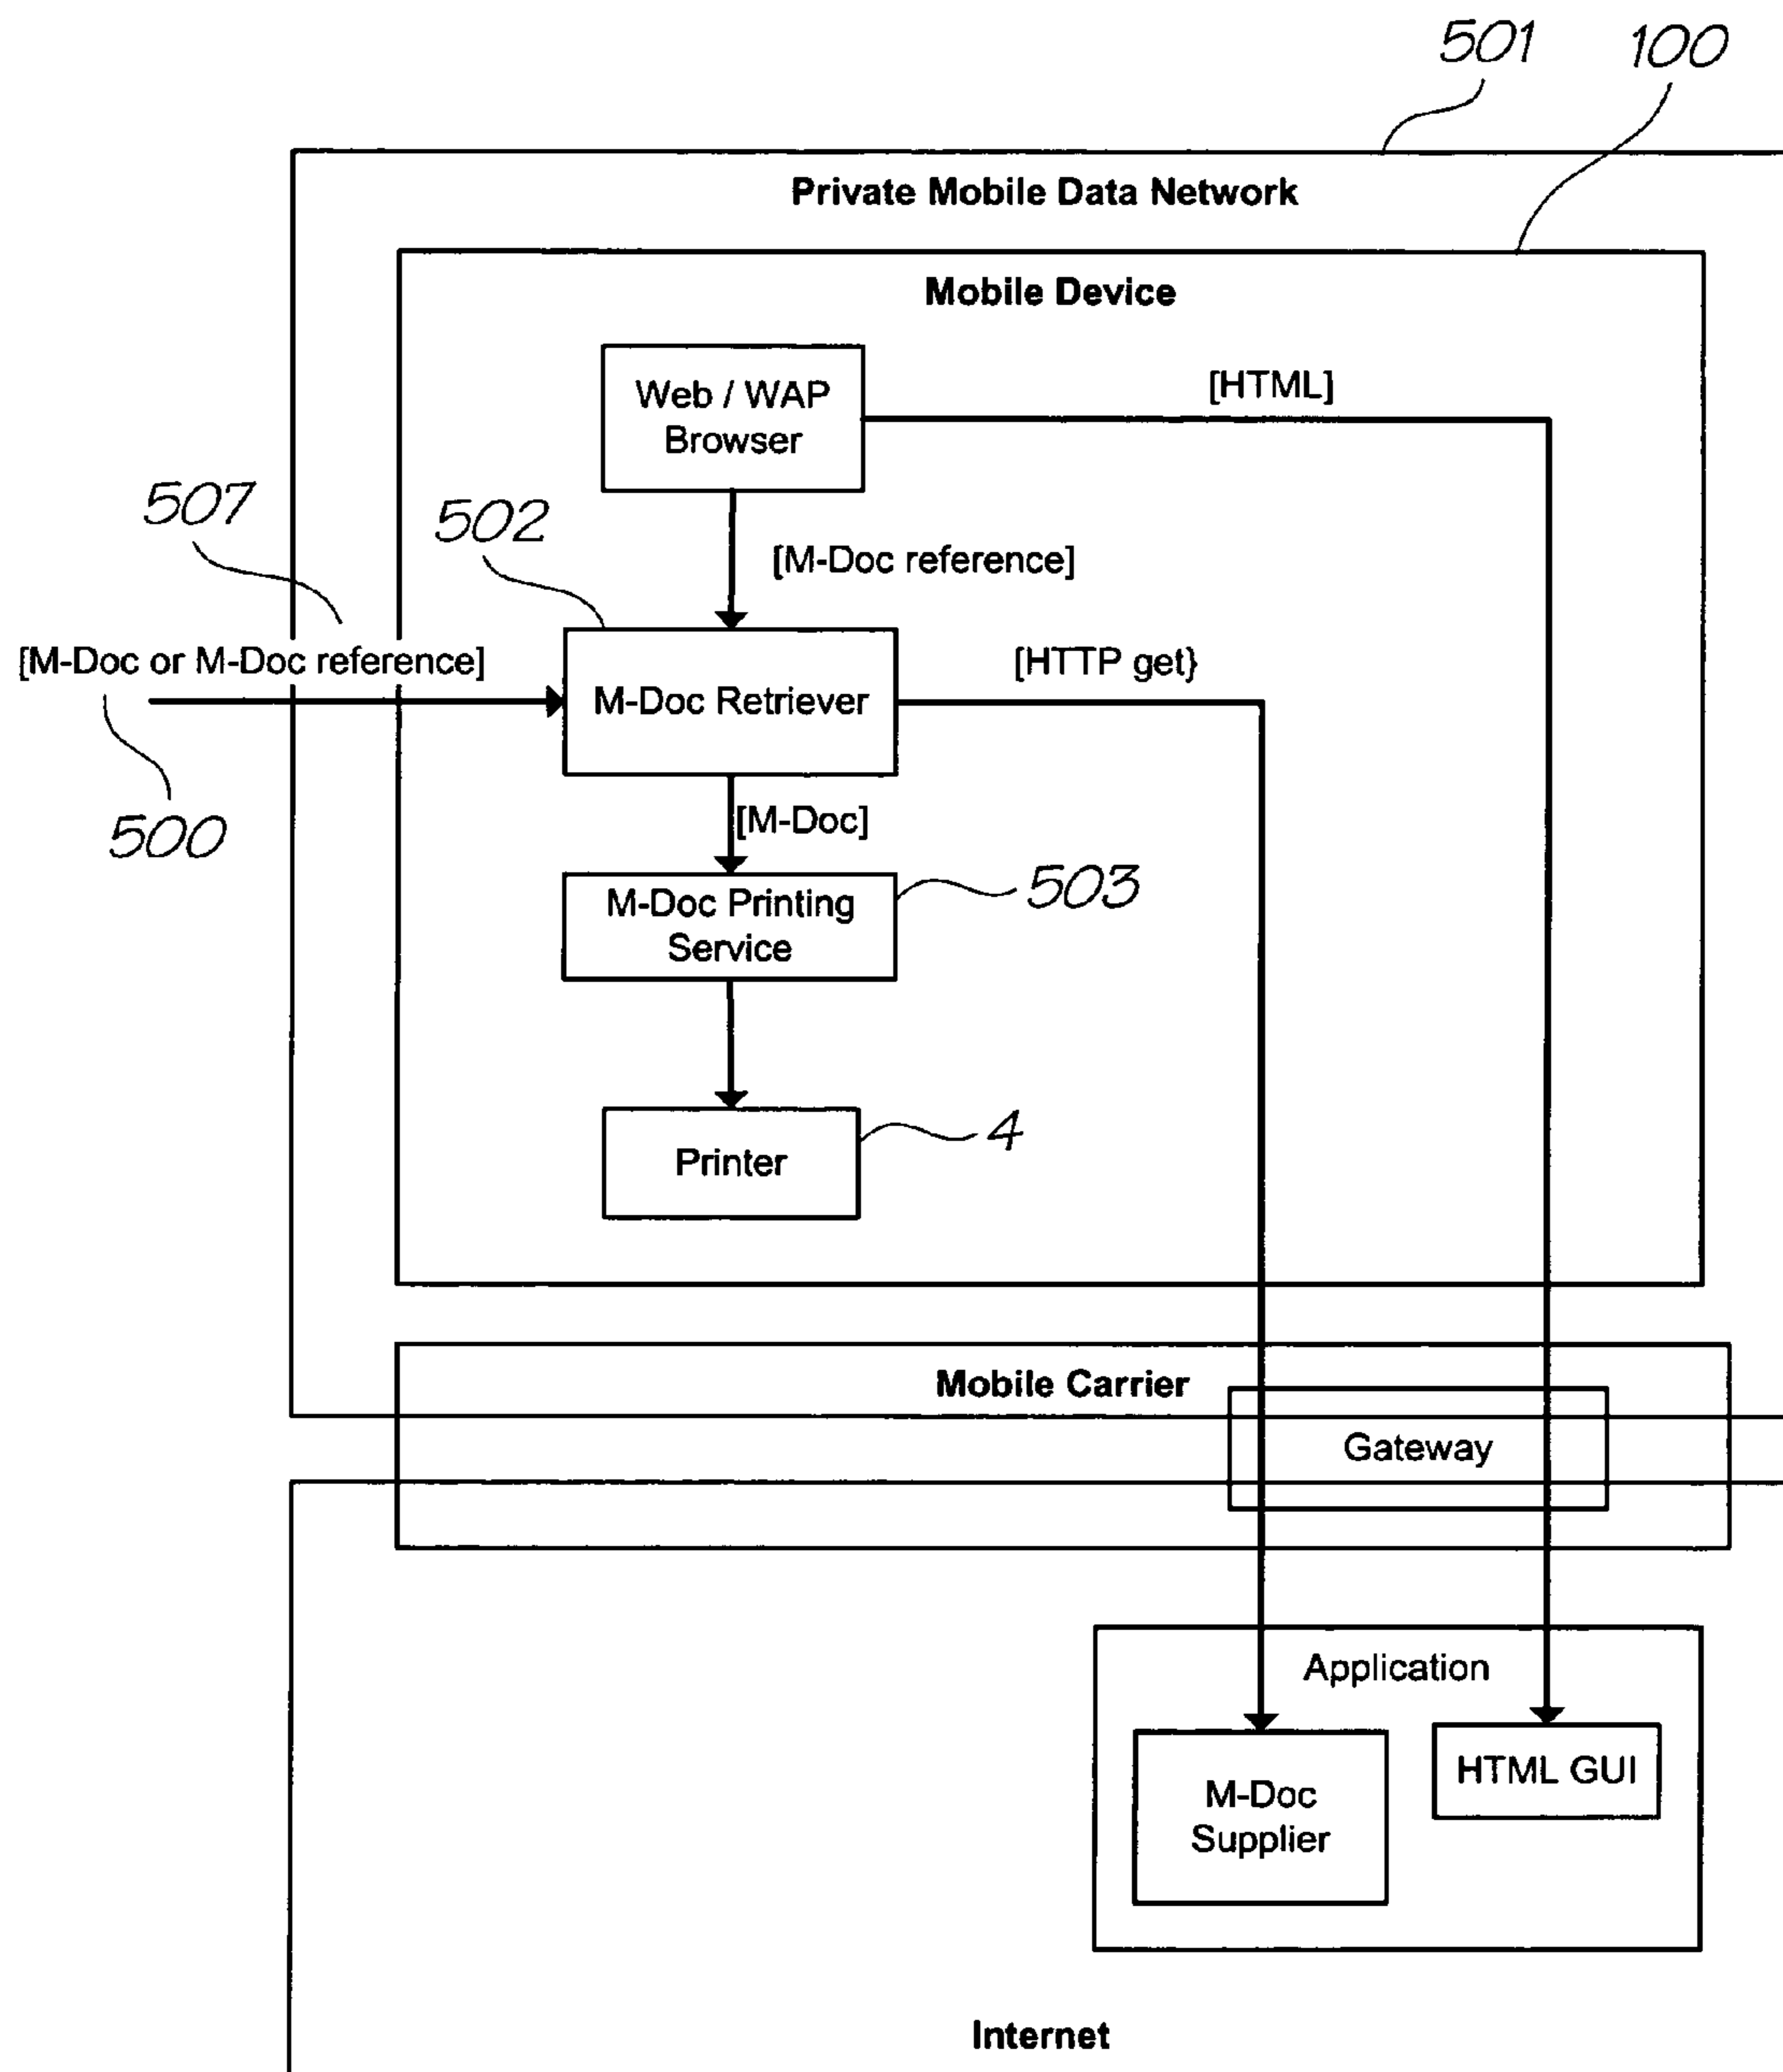 501
100
Private Mobile Data Network
Mobile Device
Web / WAP
Browser
[HTML]
507
502
[M-Doc reference]
[M-Doc or M-Doc reference]
M-Doc Retriever
[HTTP get}
500
[M-Doc]
M-Doc Printing
Service
503
Printer
4
Mobile Carrier
Gateway
Application
M-Doc
Supplier
HTML GUI
Internet